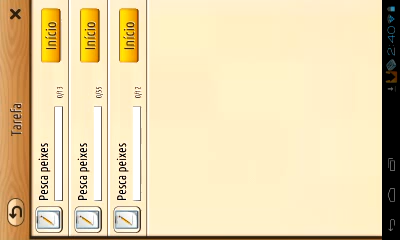 Tarefa
Pesca peixes
0/13
Início
Pesca peixes
0/35
Início
Pesca peixes
0/12
Início
2:40